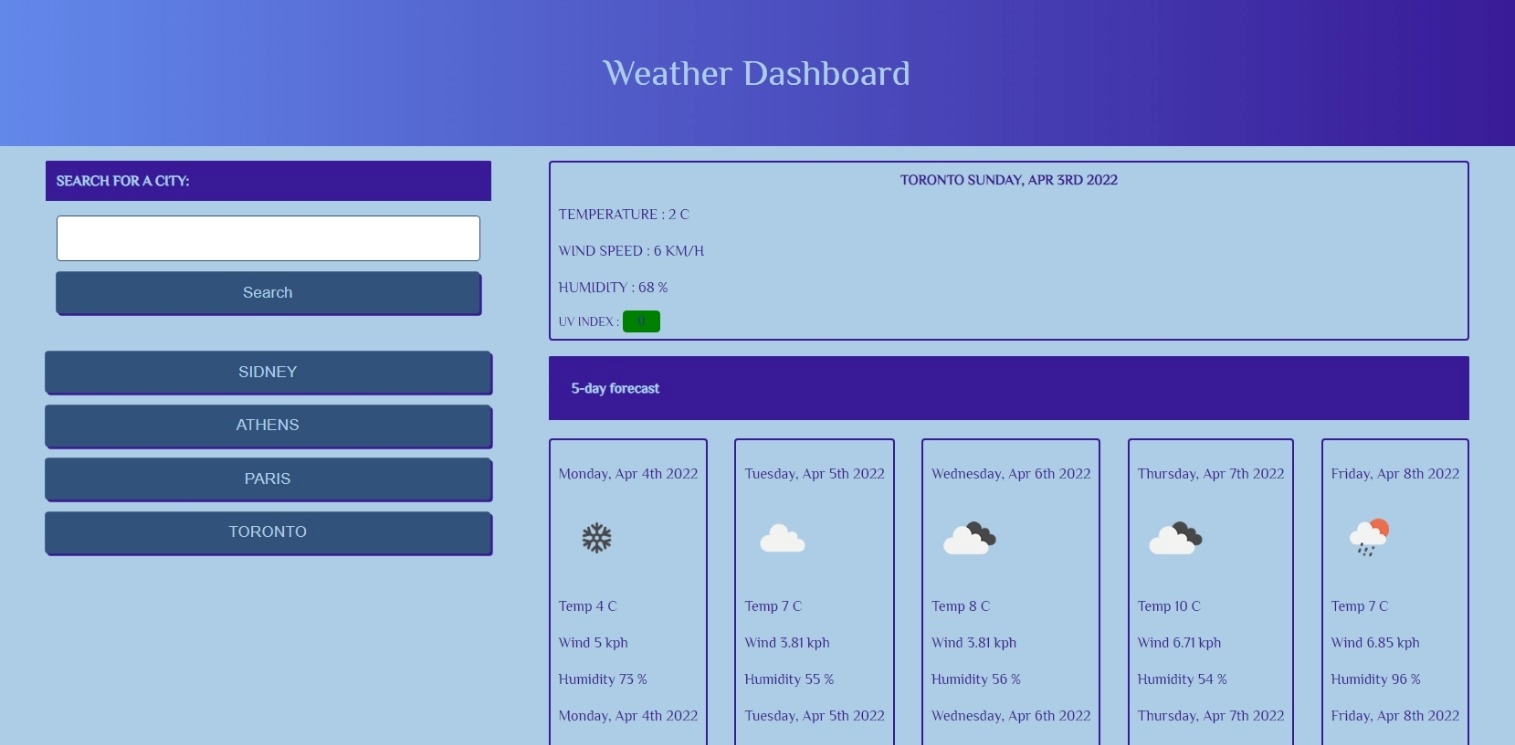 Weather Dashboard
SEARCH FOR A CITY:
Search
SIDNEY
ATHENS
PARIS
TORONTO
TORONTO SUNDAY, APR 3RD 2022
TEMPERATURE : 2 C
WIND SPEED : 6 KM/H
HUMIDITY : 68 %
UV INDEX : 0
5-day forecast
Monday, Apr 4th 2022
Temp 4 C
Wind 5 kph
Humidity 73 %
Monday, Apr 4th 2022
Tuesday, Apr 5th 2022
Temp 7 C
Wind 3.81 kph
Humidity 55 %
Tuesday, Apr 5th 2022
Wednesday, Apr 6th 2022
Temp 8 C
Wind 3.81 kph
Humidity 56 %
Wednesday, Apr 6th 2022
Thursday, Apr 7th 2022
Temp 10 C
Wind 6.71 kph
Humidity 54 %
Thursday, Apr 7th 2022
Friday, Apr 8th 2022
Temp 7 C
Wind 6.85 kph
Humidity 96 %
Friday, Apr 8th 2022